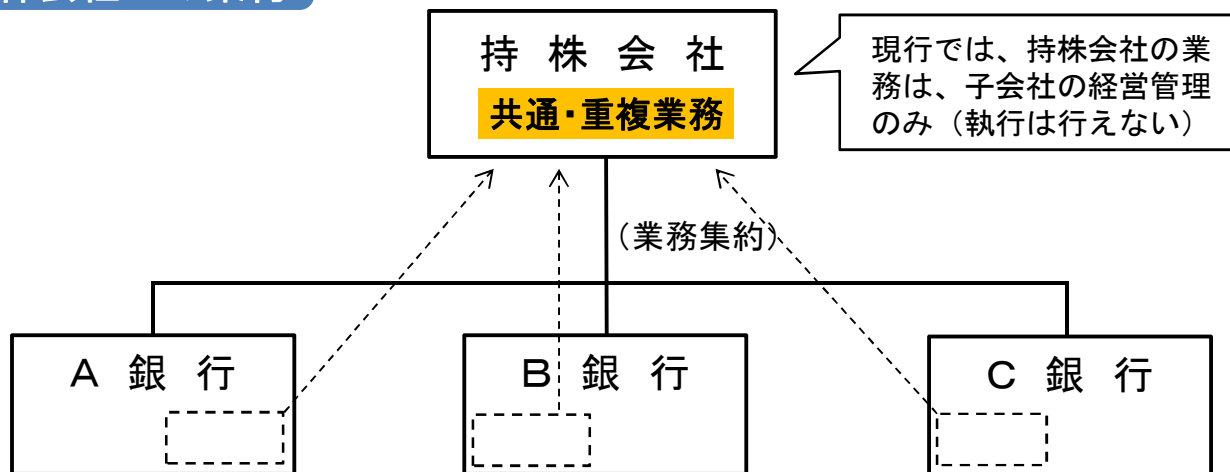 持 株 会 社
共通・重複業務
現行では、持株会社の業
務は、子会社の経営管理
のみ（執行は行えない）
（業務集約）
A 銀 行
B 銀 行
C 銀 行